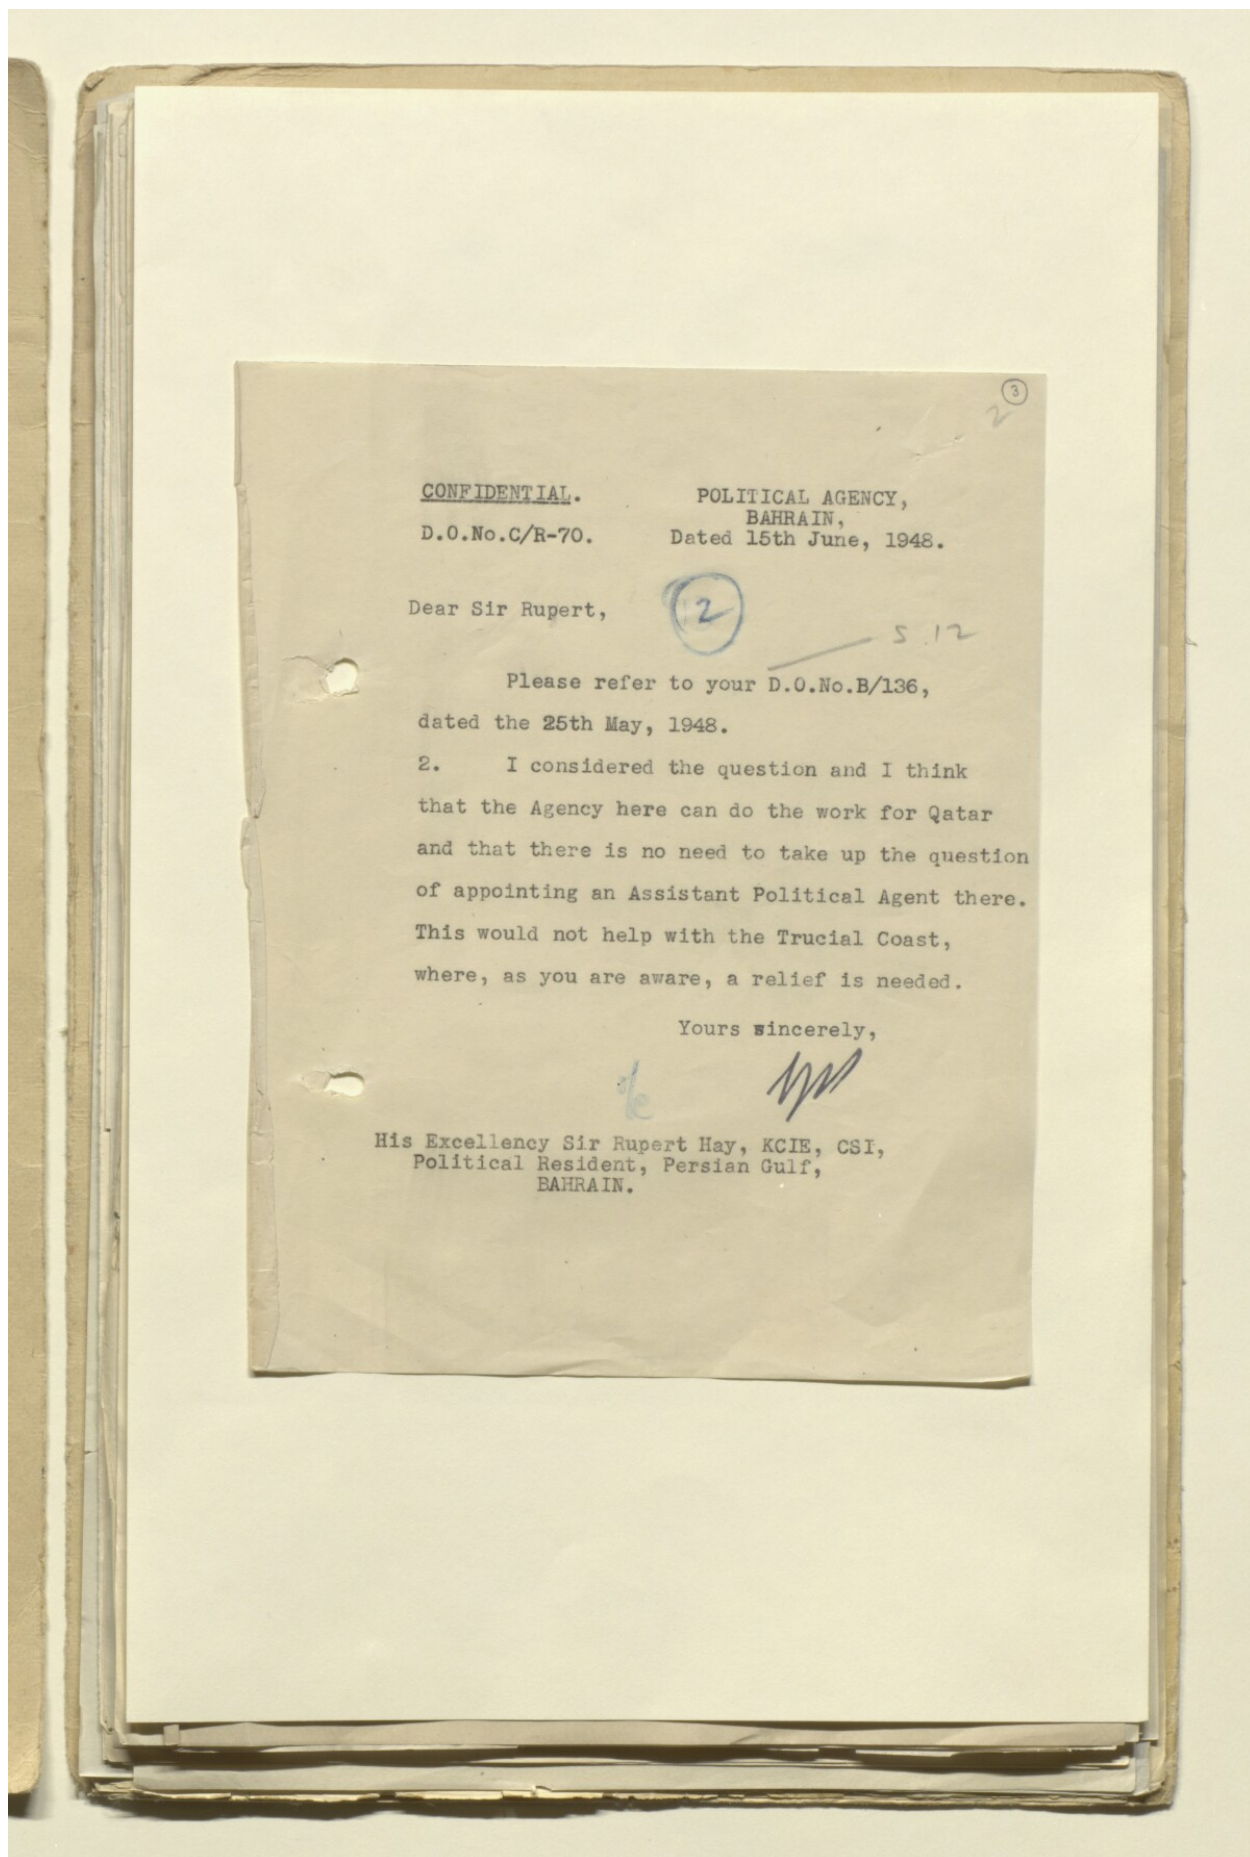 3
2
CONFIDENTIAL.
POLITICAL AGENCY,
BAHRAIN,
D.O.No.C/R-70.
Dated 15th June, 1948.
Dear Sir Rupert,
2
S 12
Please refer to your D.O.No.B/136,
dated the 25th May, 1948.
2. I considered the question and I think
that the Agency here can do the work for Qatar
and that there is no need to take up the question
of appointing an Assistant Political Agent there.
This would not help with the Trucial Coast,
where, as you are aware, a relief is needed.
Yours sincerely,
His Excellency Sir Rupert Hay, KCIE, CSI,
Political Resident, Persian Gulf,
BAHRAIN.